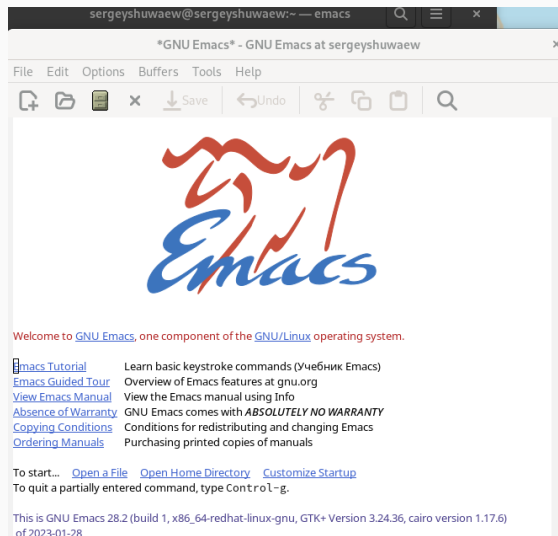 sergeyshuwaew@sergeyshuwaew:~ — emacs
*GNU Emacs* - GNU Emacs at sergeyshuwaew
File Edit Options Buffers Tools Help
Save Undo
Emacs
Welcome to GNU Emacs, one component of the GNU/Linux operating system.
Emacs Tutorial Learn basic keystroke commands (Учебник Emacs)
Emacs Guided Tour Overview of Emacs features at gnu.org
View Emacs Manual View the Emacs manual using Info
Absence of Warranty GNU Emacs comes with ABSOLUTELY NO WARRANTY
Copying Conditions Conditions for redistributing and changing Emacs
Ordering Manuals Purchasing printed copies of manuals
To start... Open a File Open Home Directory Customize Startup
To quit a partially entered command, type Control-g.
This is GNU Emacs 28.2 (build 1, x86_64-redhat-linux-gnu, GTK+ Version 3.24.36, cairo version 1.17.6)
of 2023-01-28